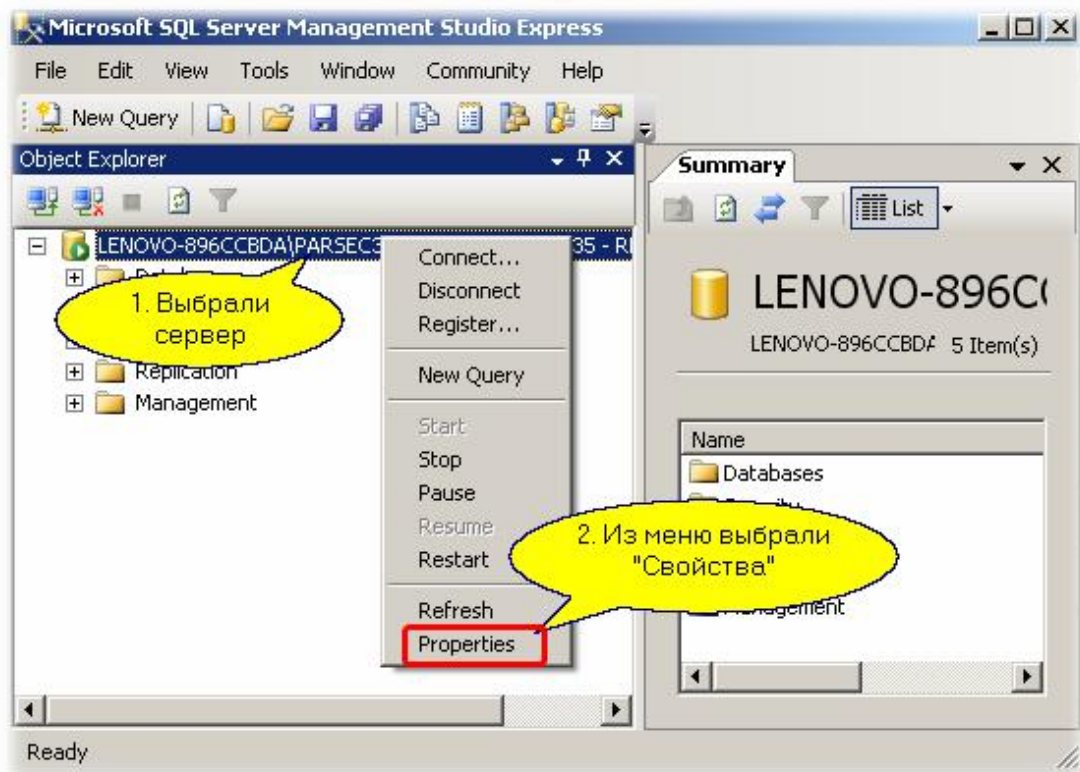 Microsoft SQL Server Management Studio Express
File Edit View Tools Window Community Help
New Query
Object Explorer
LENOVO-896CCBDA\PARSEC3
35 - R
1. Выбрали
сервер
Replication
Management
Connect...
Disconnect
Register...
New Query
Start
Stop
Pause
Resume
Restart
Refresh
Properties
2. Из меню выбрали
"Свойства"
Summary
List
LENOVO-896C
LENOVO-896CCBDA 5 Item(s)
Name
Databases
Management
Ready